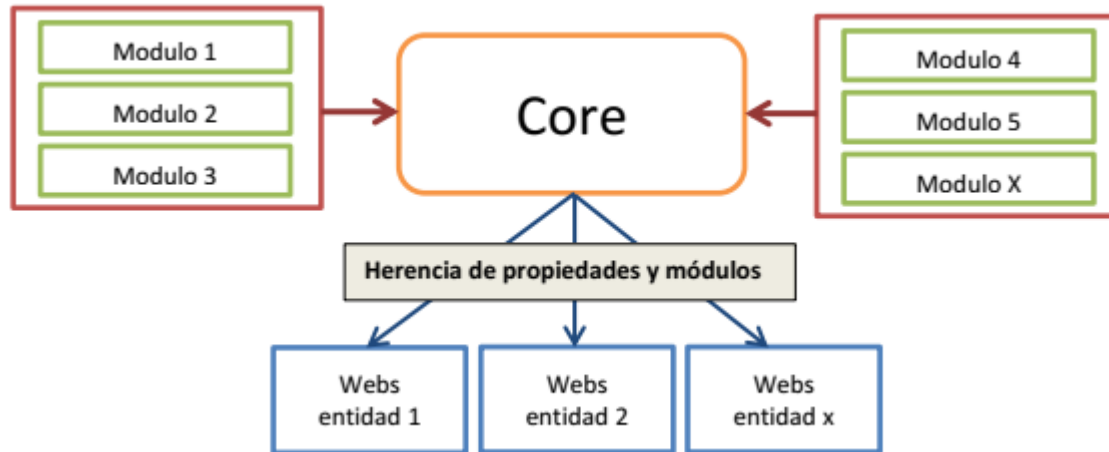 Modulo 1
Modulo 2
Modulo 3
Core
Modulo 4
Modulo 5
Modulo X
Herencia de propiedades y módulos
Webs
entidad 1
Webs
entidad 2
Webs
entidad x